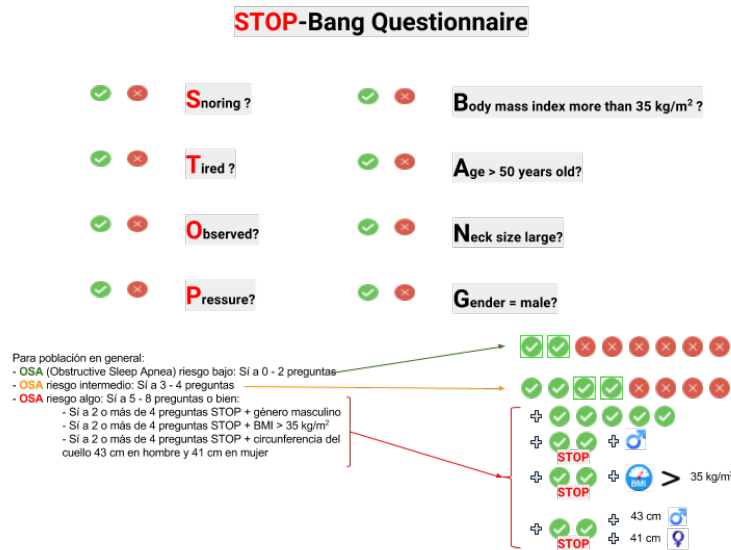 STOP-Bang Questionnaire
Snoring ?
Body mass index more than 35 kg/m² ?
Tired ?
Age > 50 years old?
Observed?
Neck size large?
Pressure?
Gender = male?
Para población en general:
- OSA (Obstructive Sleep Apnea) riesgo bajo: Sí a 0 - 2 preguntas
- OSA riesgo intermedio: Sí a 3 - 4 preguntas
- OSA riesgo algo: Sí a 5 - 8 preguntas o bien:
- Sí a 2 o más de 4 preguntas STOP + género masculino
- Sí a 2 o más de 4 preguntas STOP + BMI > 35 kg/m²
- Sí a 2 o más de 4 preguntas STOP + circunferencia del
cuello 43 cm en hombre y 41 cm en mujer
STOP
BMI > 35 kg/m²
STOP
43 cm
41 cm
STOP